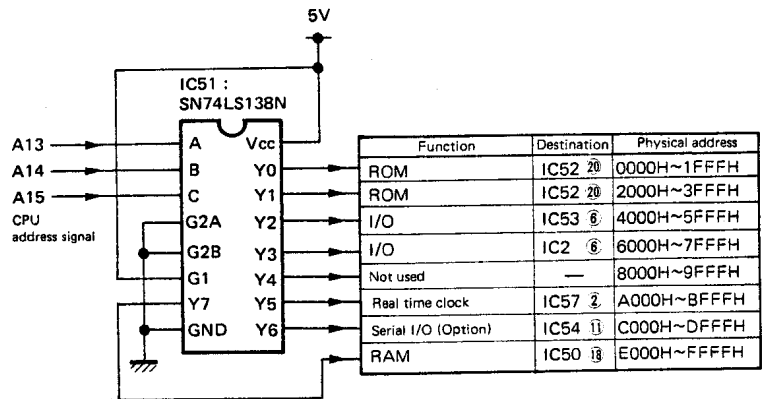 5V
IC51 :
SN74LS138N
A13
A14
A15
CPU
address signal
A Vcc
B Y0
C Y1
G2A Y2
G2B Y3
G1 Y4
Y7 Y5
GND Y6
Function Destination Physical address
ROM IC52 ⑳ 0000H~1FFFH
ROM IC52 ⑳ 2000H~3FFFH
I/O IC53 ⑥ 4000H~5FFFH
I/O IC2 ⑥ 6000H~7FFFH
Not used — 8000H~9FFFH
Real time clock IC57 ② A000H~BFFFH
Serial I/O (Option) IC54 ⑪ C000H~DFFFH
RAM IC50 ⑱ E000H~FFFFH